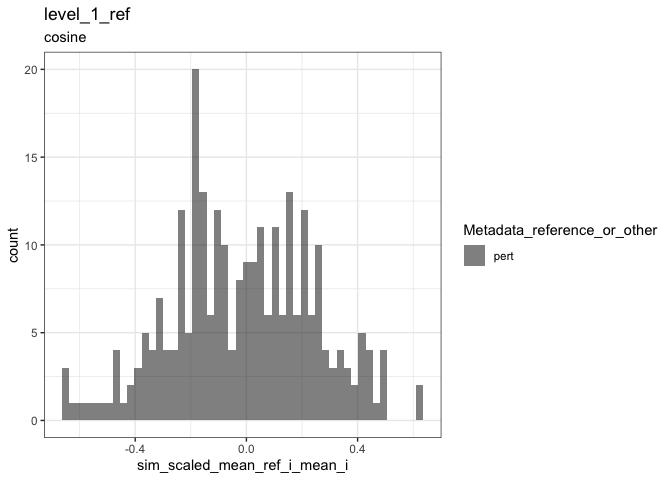 level_1_ref
cosine
20
15
10
5
0
count
-0.4 0.0 0.4
sim_scaled_mean_ref_i_mean_i
Metadata_reference_or_other
pert